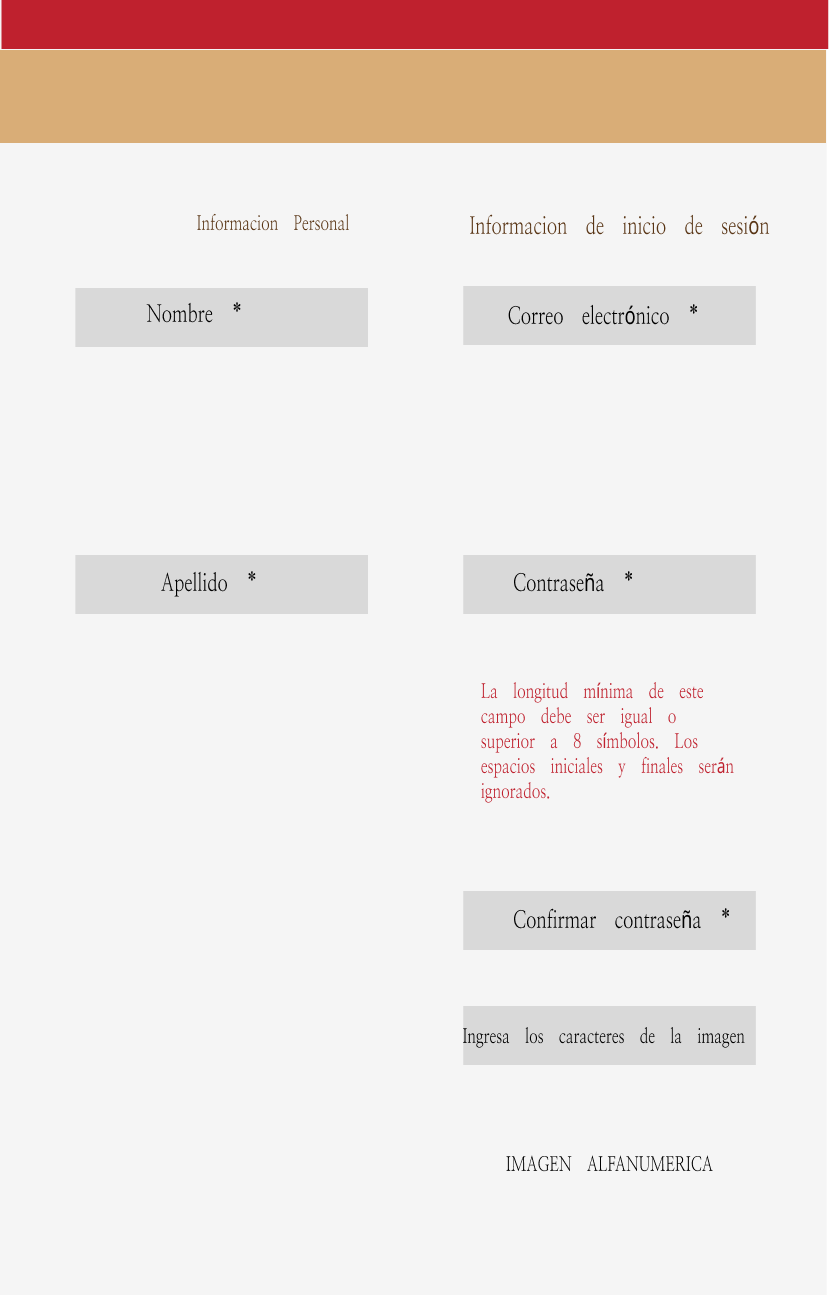 Informacion Personal
Nombre *
Apellido *
Informacion de inicio de sesión
Correo electrónico *
Contraseña *
La longitud mínima de este
campo debe ser igual o
superior a 8 símbolos. Los
espacios iniciales y finales serán
ignorados.
Confirmar contraseña *
Ingresa los caracteres de la imagen
IMAGEN ALFANUMERICA